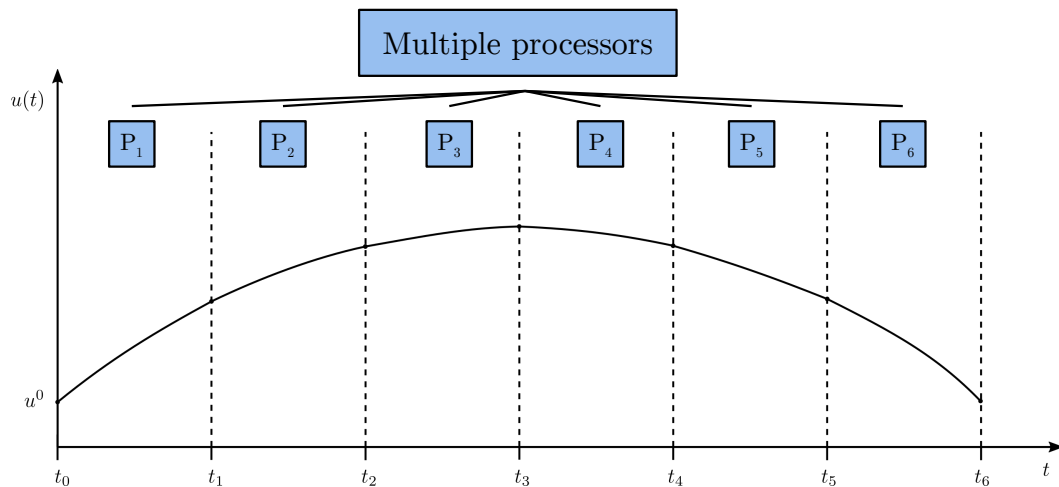 Multiple processors
u(t)
P₁ P₂ P₃ P₄ P₅ P₆
u⁰
t₀ t₁ t₂ t₃ t₄ t₅ t₆ t